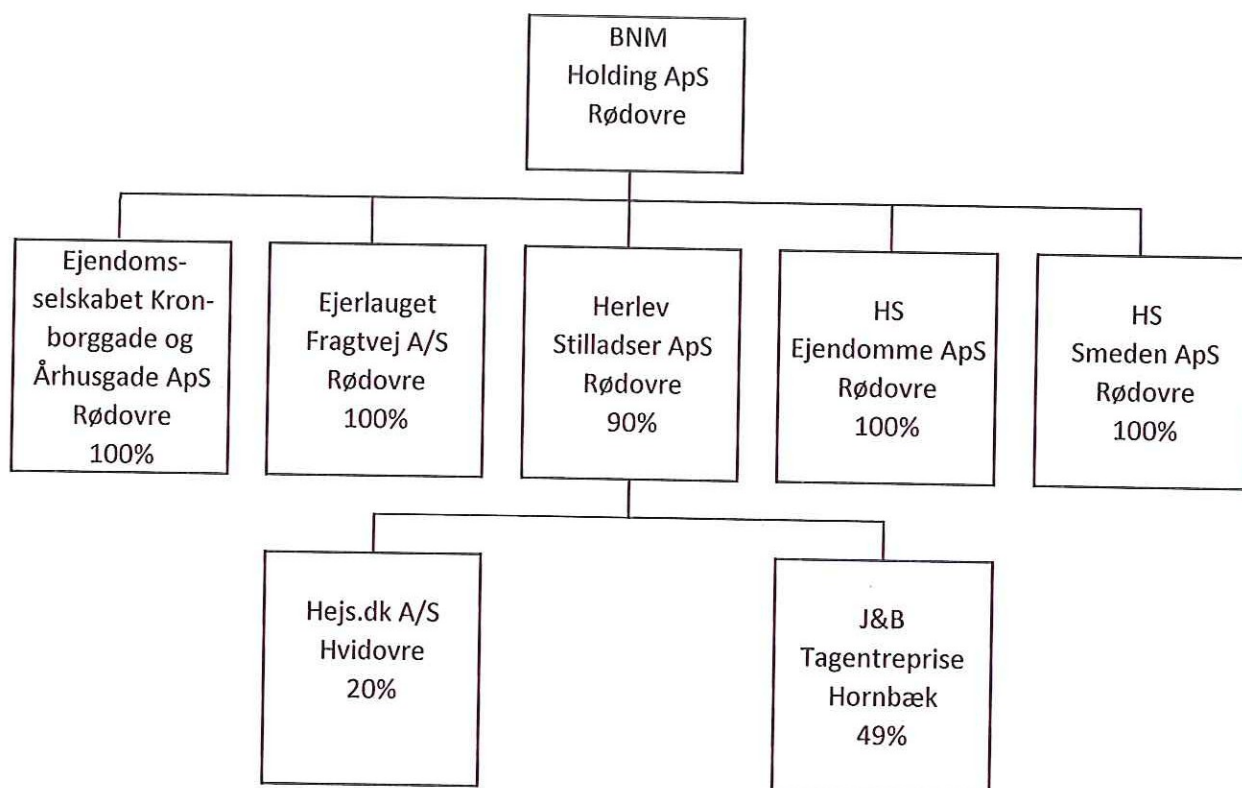 BNM
Holding ApS
Rødovre
Ejendoms-
selskabet Kron-
borggade og
Århusgade ApS
Rødovre
100%
Ejerlauget
Fragtvej A/S
Rødovre
100%
Herlev
Stilladser ApS
Rødovre
90%
HS
Ejendomme ApS
Rødovre
100%
HS
Smeden ApS
Rødovre
100%
Hejs.dk A/S
Hvidovre
20%
J&B
Tagentreprise
Hornbæk
49%